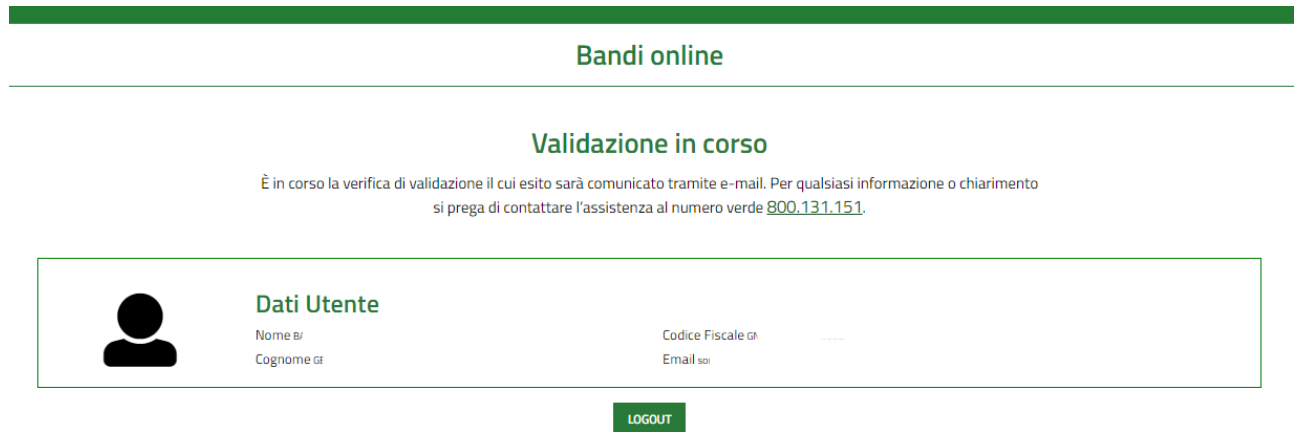 Bandi online
Validazione in corso
È in corso la verifica di validazione il cui esito sarà comunicato tramite e-mail. Per qualsiasi informazione o chiarimento
si prega di contattare l'assistenza al numero verde 800.131.151.
Dati Utente
Nome
Codice Fiscale
Cognome
Email
LOGOUT